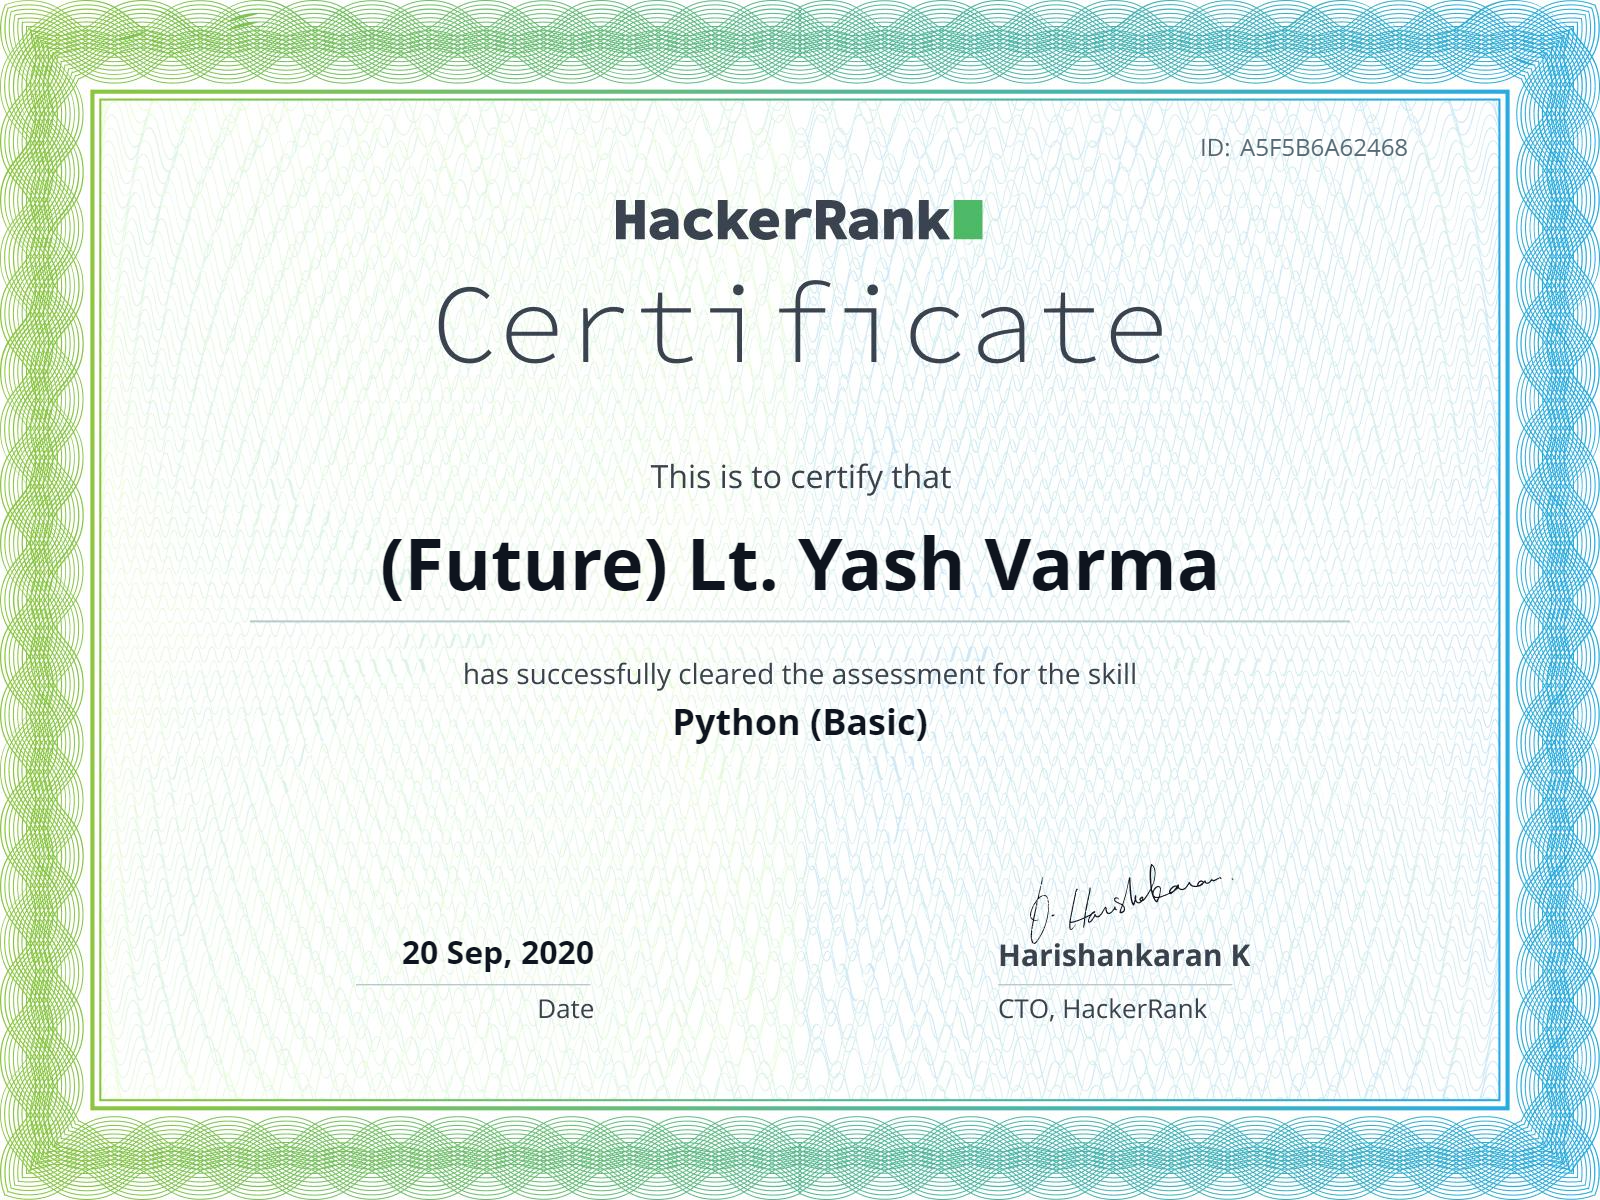 ID: A5F5B6A62468
HackerRank
Certificate
This is to certify that
(Future) Lt. Yash Varma
has successfully cleared the assessment for the skill
Python (Basic)
20 Sep, 2020
Date
Harishankaran K
CTO, HackerRank